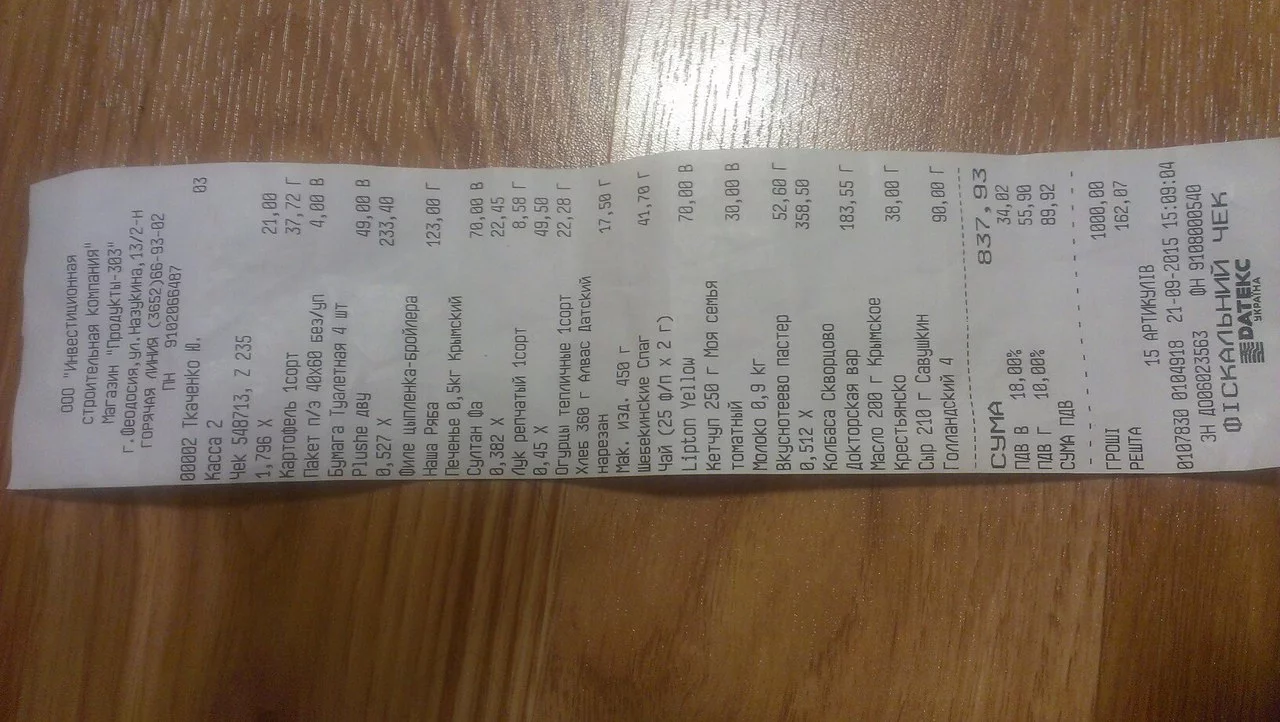 ООО "Инвестиционная
строительная компания"
Магазин "Продукты-303"
г.Феодосия,ул.Назукина,13/2-Н
ГОРЯЧАЯ ЛИНИЯ (3652)66-93-02
ПН 9102066487
00002 Ткаченко Ю. 03
Касса 2
Чек 548713, Z 235
1,796 X 21,00
Картофель 1сорт 37,72 Г
Пакет п/э 40x80 без/уп 4,00 В
Бумага Туалетная 4 шт
Plushe дву 49,00 В
0,527 X 233,40
Филе цыпленка-бройлера
Наша Ряба 123,00 Г
Печенье 0,5кг Крымский
Султан Фа 70,00 В
0,382 X 22,45
Лук репчатый 1сорт 8,58 Г
0,45 X 49,50
Огурцы тепличные 1сорт 22,28 Г
Хлеб 360 г Алвас Датский
нарезан 17,50 Г
Мак. изд. 450 г
Шебекинские Спаг 41,70 Г
Чай (25 ф/п x 2 г)
Lipton Yellow 70,00 В
Кетчуп 250 г Моя семья
томатный 30,00 В
Молоко 0,9 кг
Вкуснотеево пастер 52,60 Г
0,512 X 358,50
Колбаса Скворцово
Докторская вар 183,55 Г
Масло 200 г Крымское
Крестьянско 38,00 Г
Сыр 210 г Савушкин
Голландский 4 90,00 Г
СУМА 837,93
ПДВ В 18,00% 34,02
ПДВ Г 10,00% 55,90
СУМА ПДВ 89,92
ГРОШІ 1000,00
РЕШТА 162,07
15 АРТИКУЛІВ
0107830 0104918 21-09-2015 15:09:04
ЗН ДО06023563 ФН 9108000640
ФІСКАЛЬНИЙ ЧЕК
DATEКС
УКРАЇНА